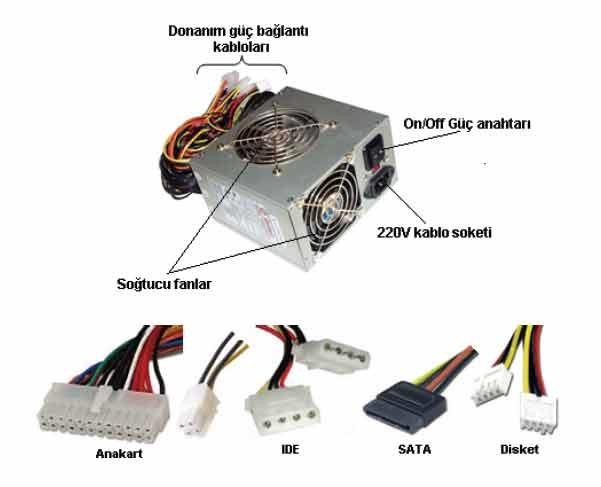 Donanım güç bağlantı
kabloları
On/Off Güç anahtarı
220V kablo soketi
Soğtucu fanlar
Anakart
IDE
SATA
Disket